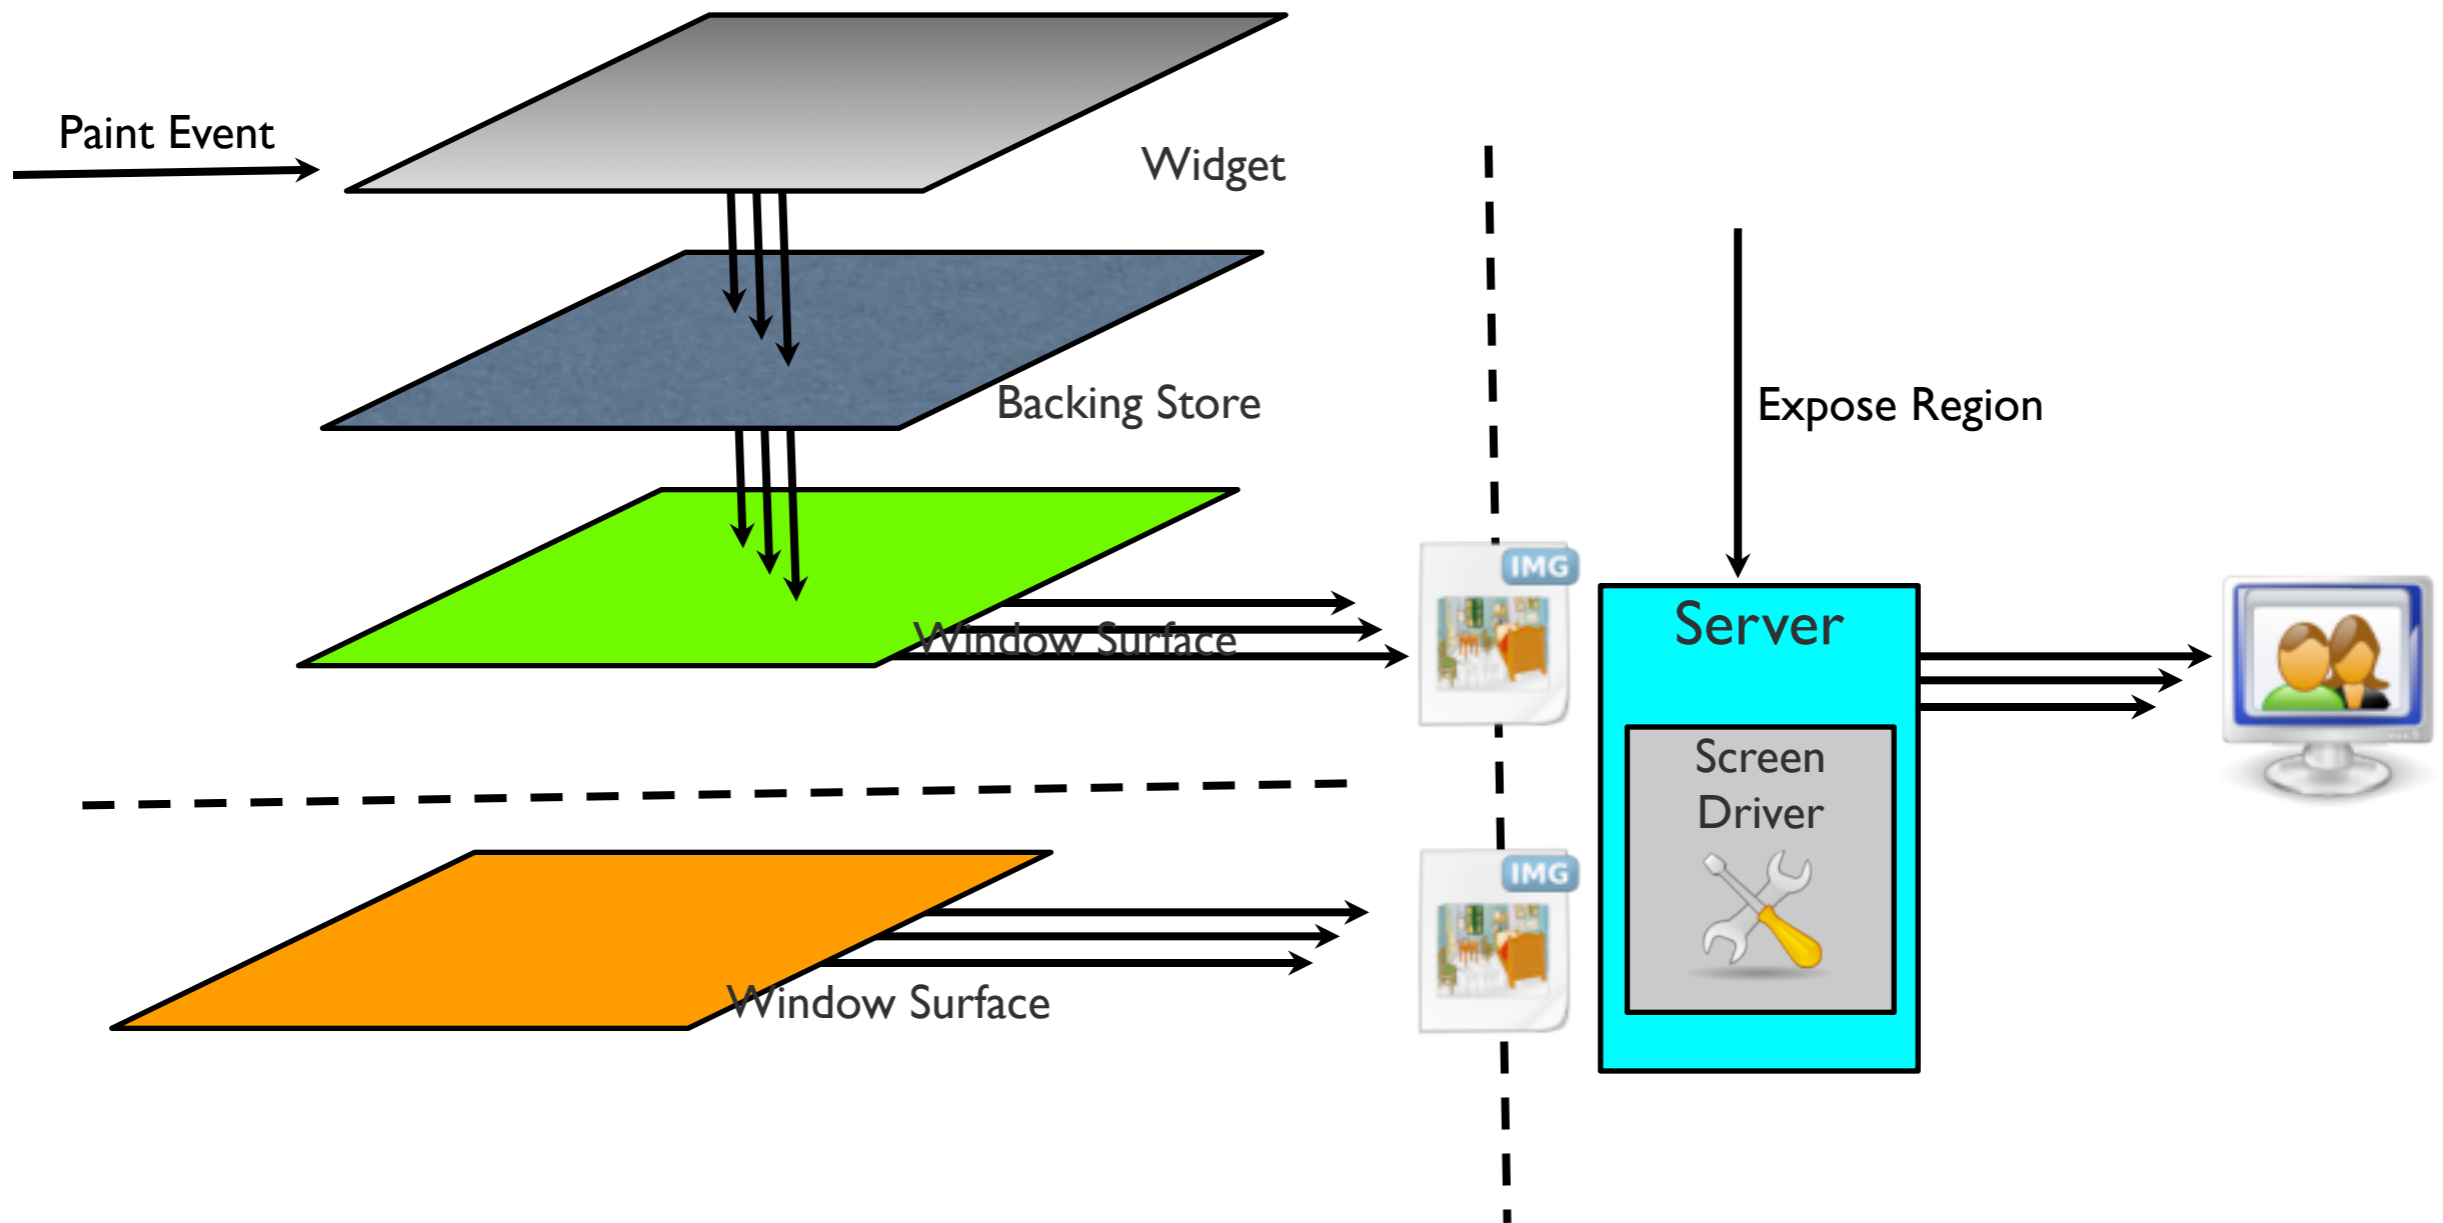 Paint Event
Widget
Backing Store
Expose Region
IMG
Window Surface
Server
Screen
Driver
IMG
Window Surface